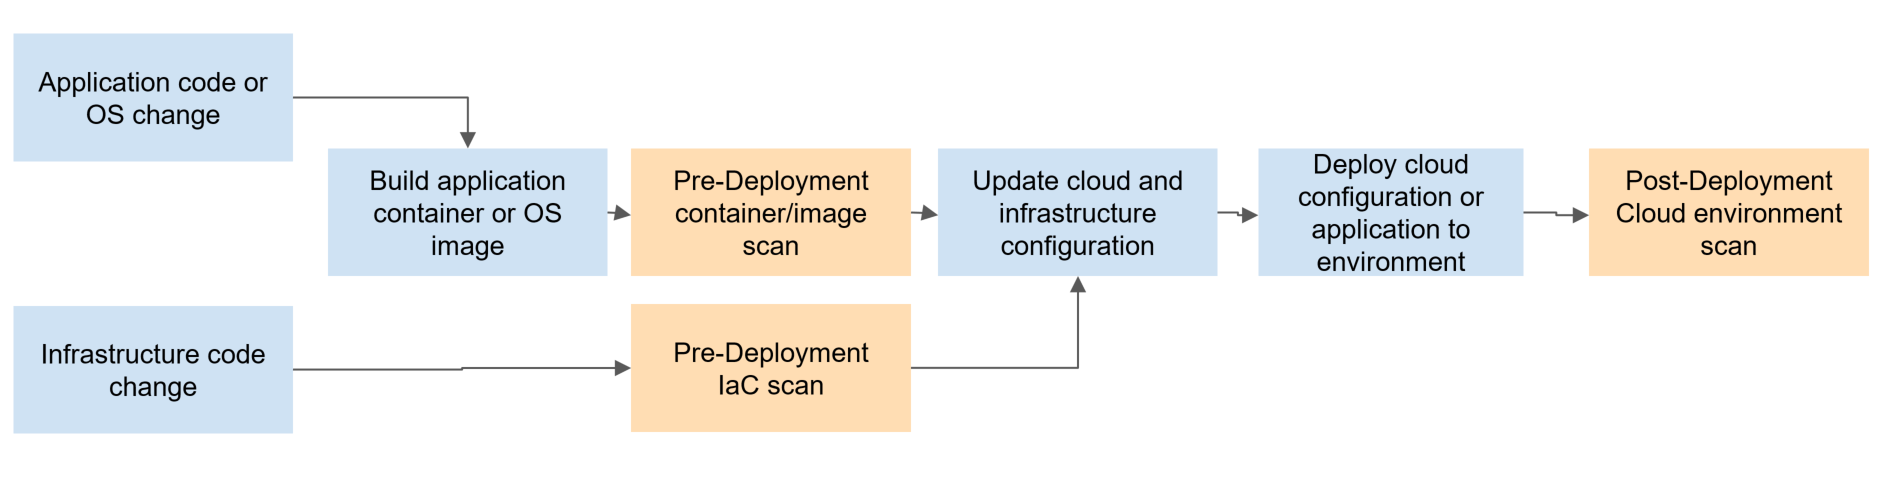 Application code or
OS change
Build application
container or OS
image
Pre-Deployment
container/image
scan
Update cloud and
infrastructure
configuration
Deploy cloud
configuration or
application to
environment
Post-Deployment
Cloud environment
scan
Infrastructure code
change
Pre-Deployment
IaC scan